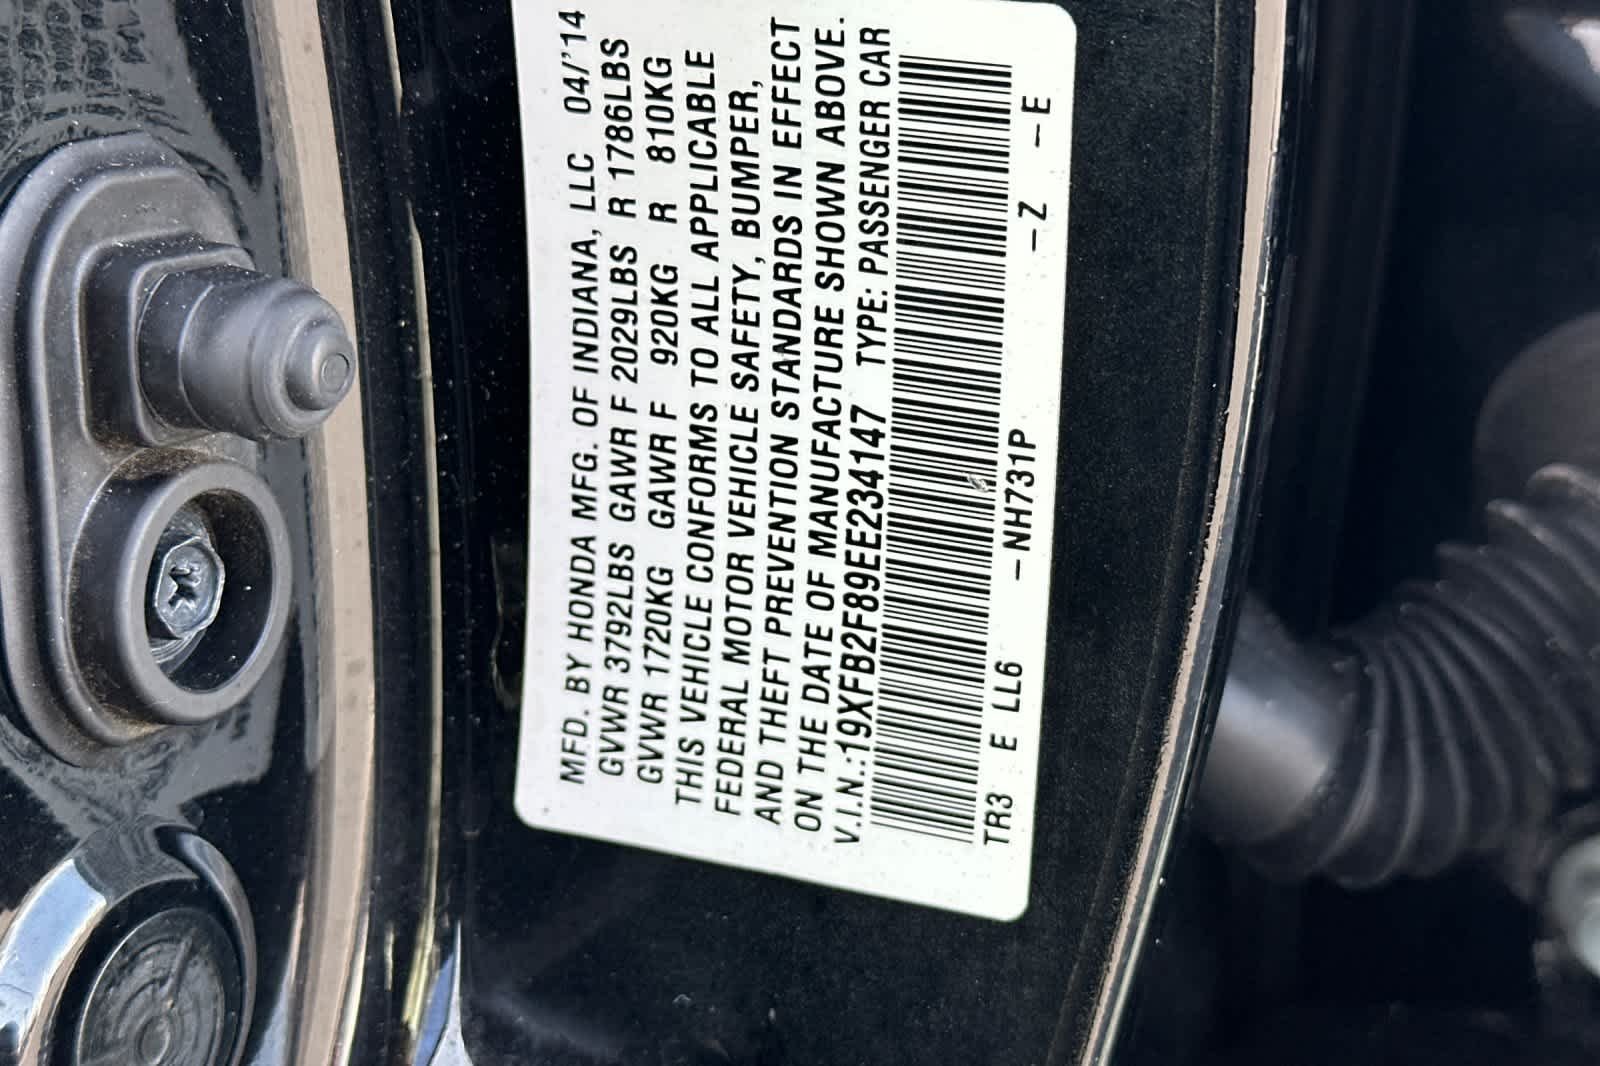 MFD. BY HONDA MFG. OF INDIANA, LLC 04/'14
GVWR 3792LBS GAWR F 2029LBS R 1786LBS
GVWR 1720KG GAWR F 920KG R 810KG
THIS VEHICLE CONFORMS TO ALL APPLICABLE
FEDERAL MOTOR VEHICLE SAFETY, BUMPER,
AND THEFT PREVENTION STANDARDS IN EFFECT
ON THE DATE OF MANUFACTURE SHOWN ABOVE.
V.I.N.:19XFB2F89EE234147 TYPE: PASSENGER CAR
TR3 E LL6 -NH731P -Z -E